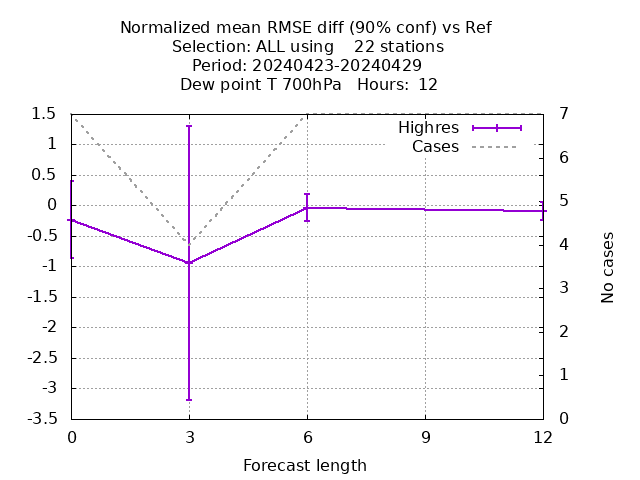 Normalized mean RMSE diff (90% conf) vs Ref
Selection: ALL using    22 stations
Period: 20240423-20240429
Dew point T 700hPa   Hours:  12
Highres
Cases
1.5
1
0.5
0
-0.5
-1
-1.5
-2
-2.5
-3
-3.5
7
6
5
4
3
2
1
0
No cases
0 3 6 9 12
Forecast length